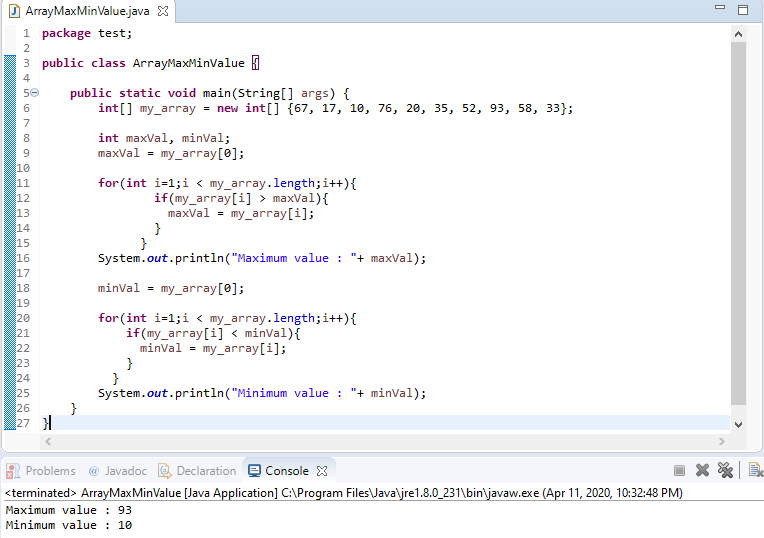 ArrayMaxMinValue.java
1 package test;
2
3 public class ArrayMaxMinValue {
4
5 public static void main(String[] args) {
6 int[] my_array = new int[] {67, 17, 10, 76, 20, 35, 52, 93, 58, 33};
7
8 int maxVal, minVal;
9 maxVal = my_array[0];
10
11 for(int i=1;i < my_array.length;i++){
12 if(my_array[i] > maxVal){
13 maxVal = my_array[i];
14 }
15 }
16 System.out.println("Maximum value : "+ maxVal);
17
18 minVal = my_array[0];
19
20 for(int i=1;i < my_array.length;i++){
21 if(my_array[i] < minVal){
22 minVal = my_array[i];
23 }
24 }
25 System.out.println("Minimum value : "+ minVal);
26 }
27 }
Problems @ Javadoc Declaration Console
<terminated> ArrayMaxMinValue [Java Application] C:\Program Files\Java\jre1.8.0_231\bin\javaw.exe (Apr 11, 2020, 10:32:48 PM)
Maximum value : 93
Minimum value : 10